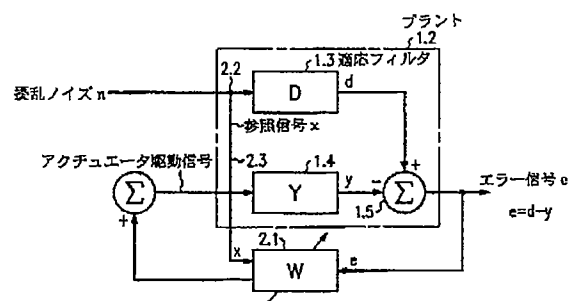 プラント
1.2
2.2
1.3 適応フィルタ
擾乱ノイズ n
D
d
参照信号 x
アクチュエータ駆動信号
2.3
1.4
+
Σ
Y
y
−
Σ
エラー信号 e
1.5
e=d−y
+
2.1
x
W
e